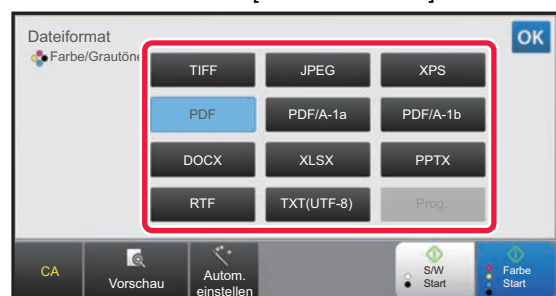 Dateiformat
OK
Farbe/Grautöne
TIFF JPEG XPS
PDF PDF/A-1a PDF/A-1b
DOCX XLSX PPTX
RTF TXT(UTF-8) Prog.
CA
Vorschau
Autom.
einstellen
S/W
Start
Farbe
Start